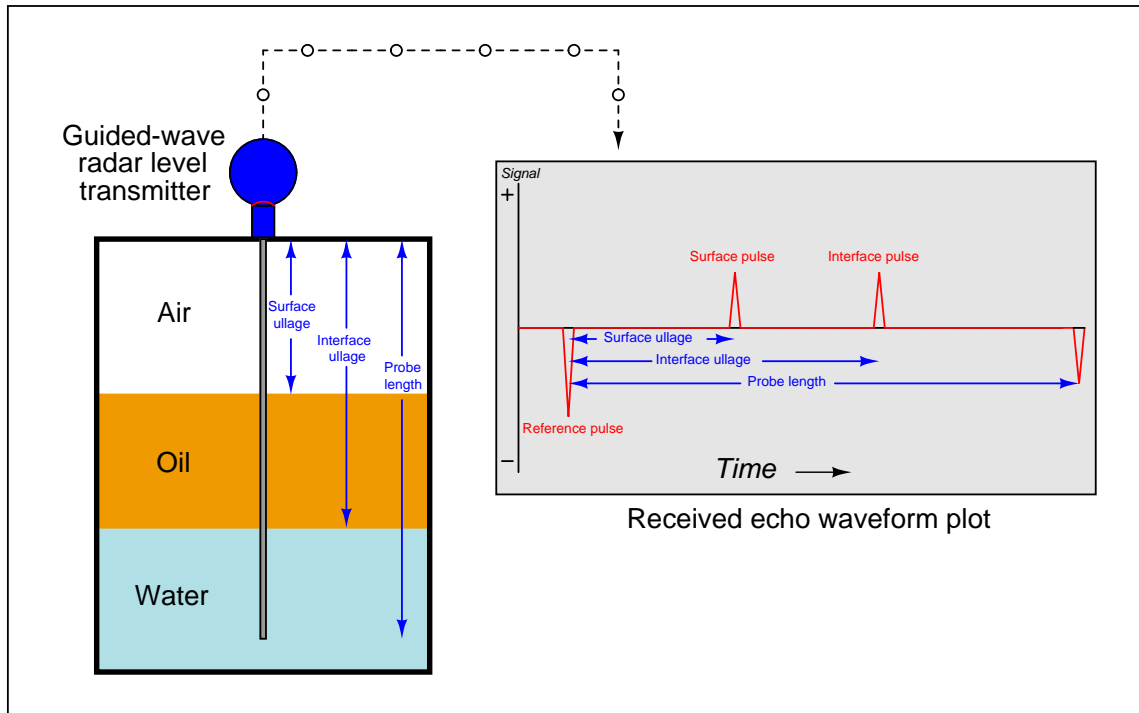 Guided-wave
radar level
transmitter
Air
Oil
Water
Surface
ullage
Interface
ullage
Probe
length
Signal
+
−
Surface pulse
Interface pulse
Surface ullage
Interface ullage
Probe length
Reference pulse
Time
Received echo waveform plot